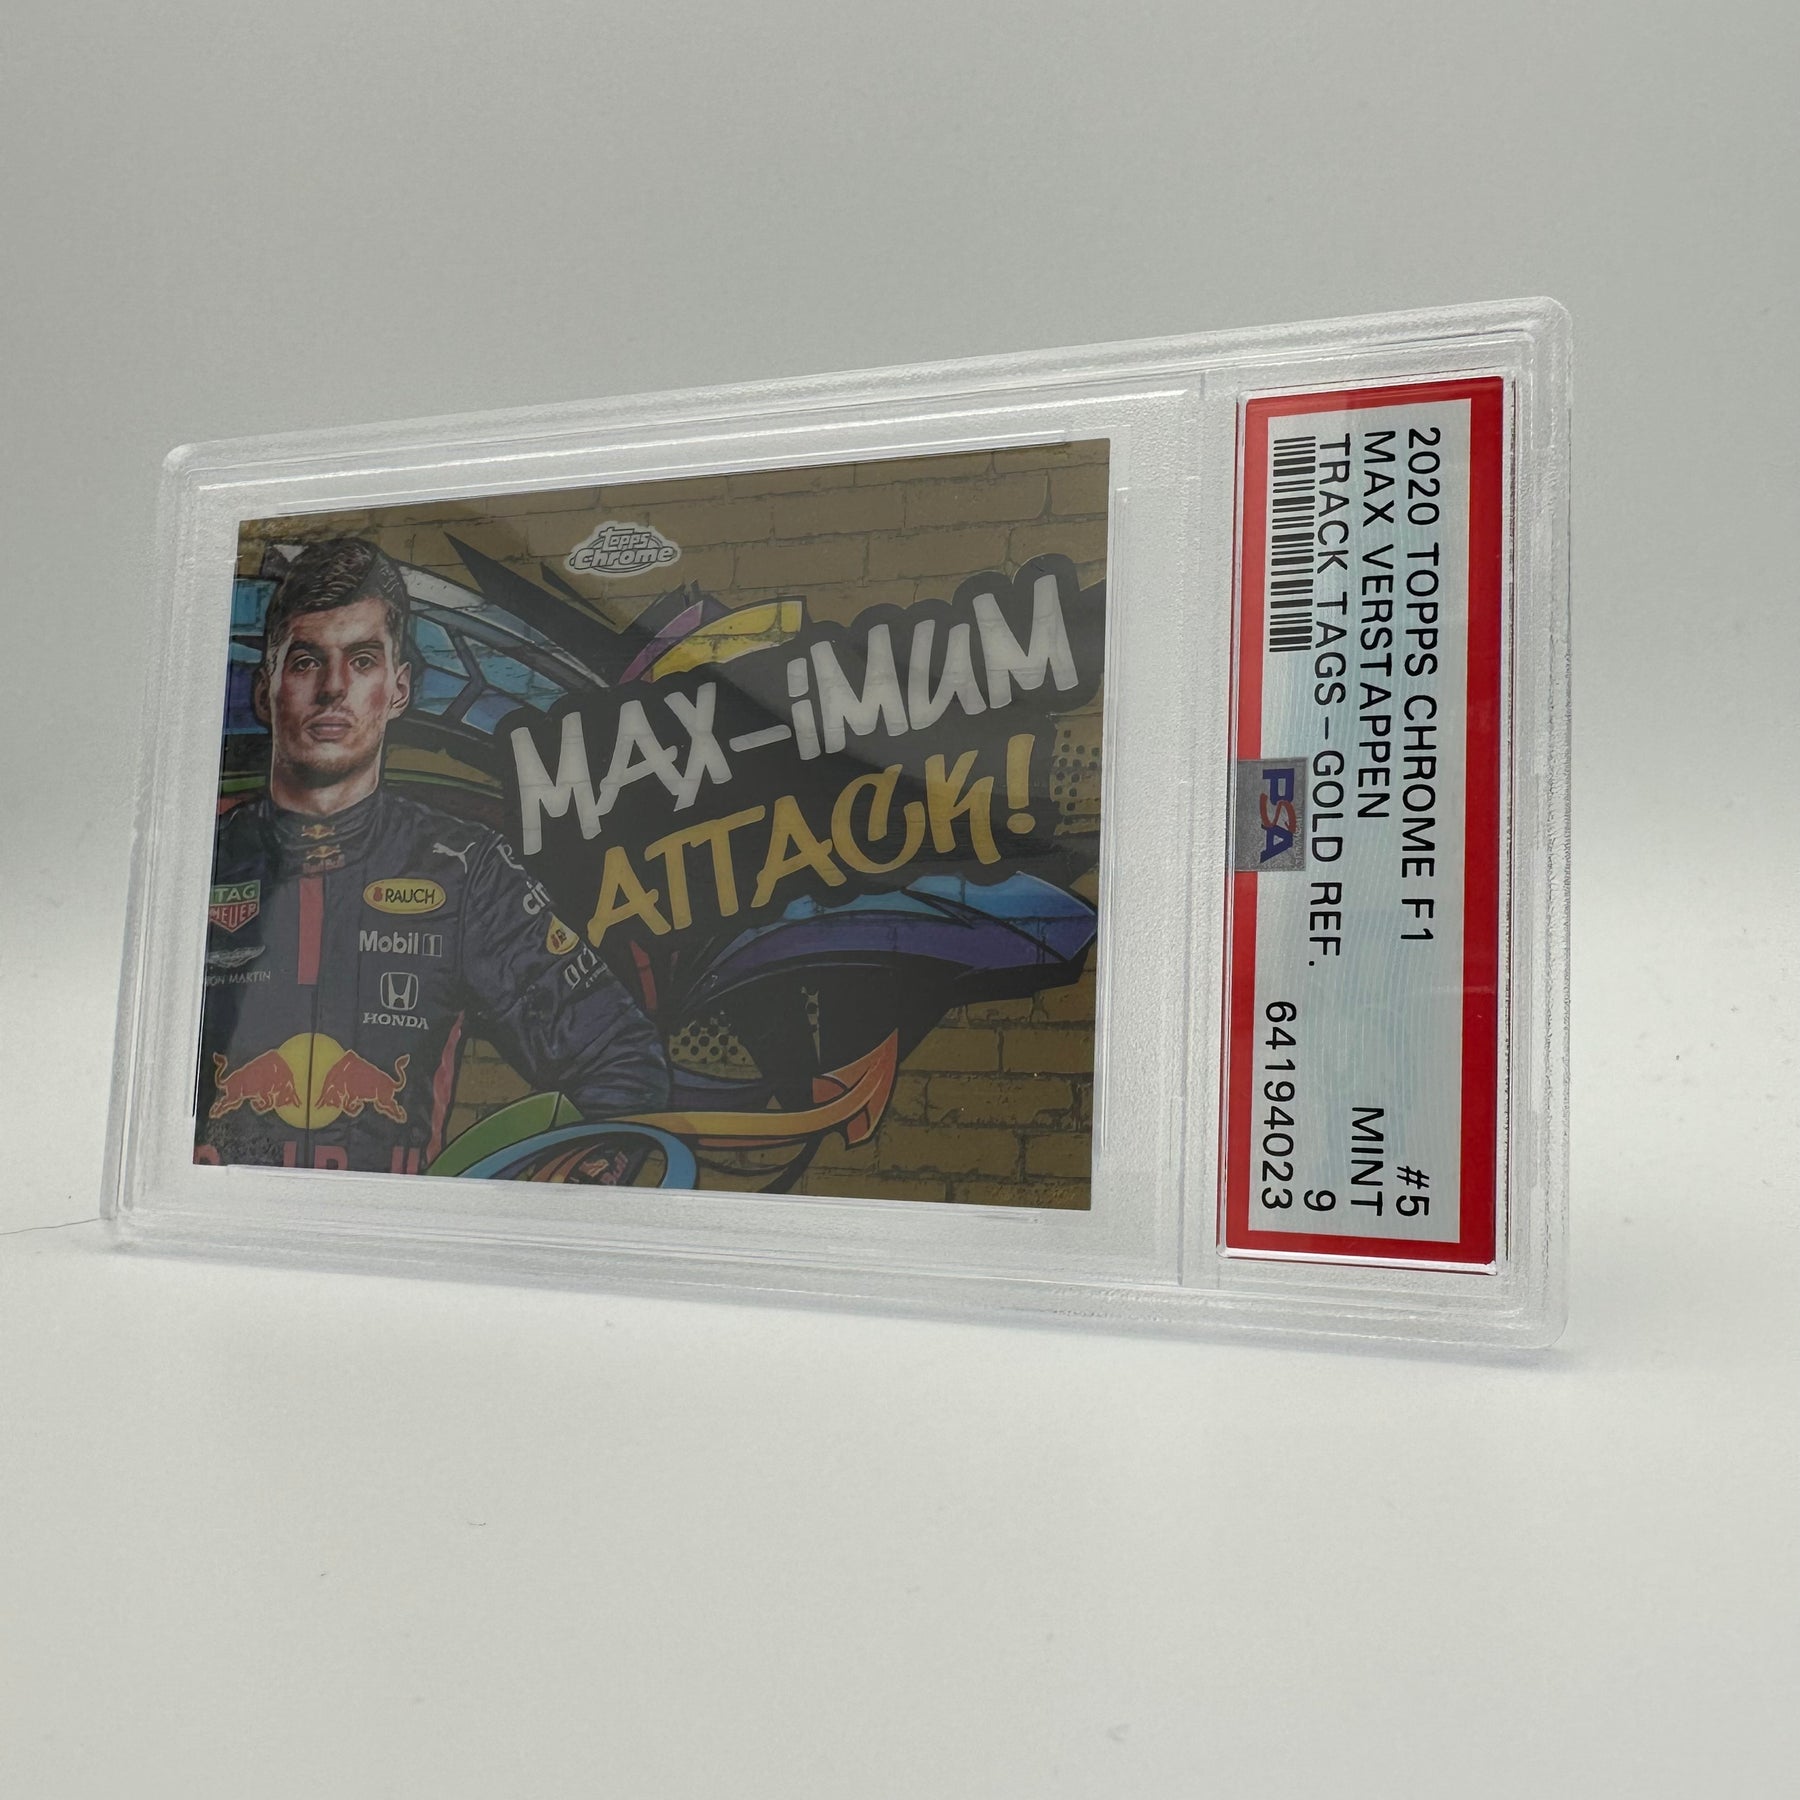 topps
Chrome
MAX-iMUM
ATTACK!
TAG
HEUER
RAUCH
Mobil 1
HONDA
2020 TOPPS CHROME F1 #5
MAX VERSTAPPEN MINT
TRACK TAGS-GOLD REF. 9
64194023
PSA